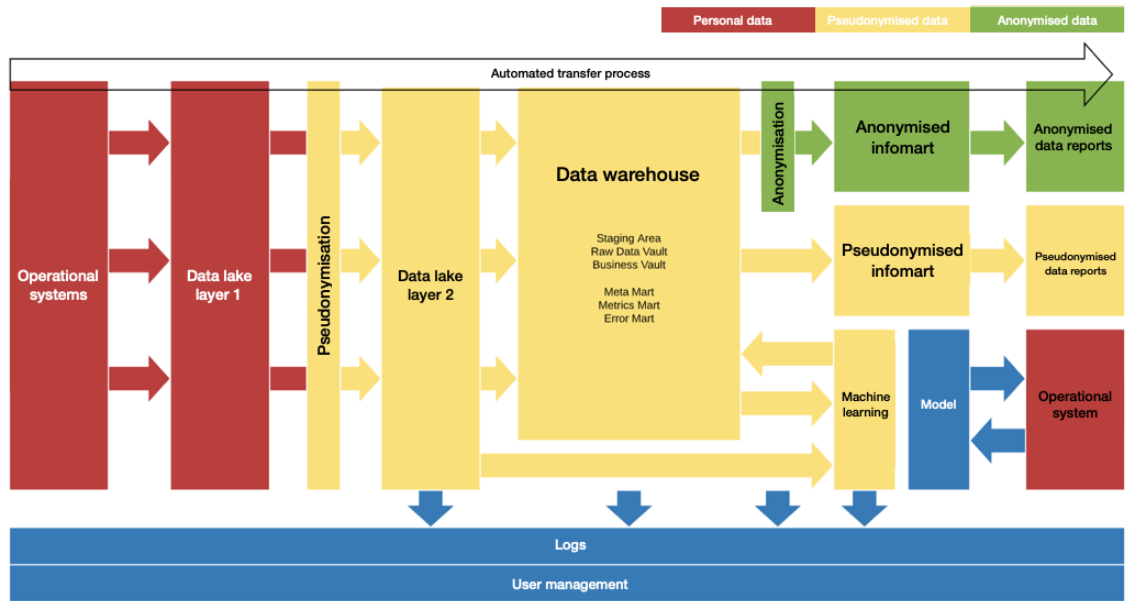 Personal data
Pseudonymised data
Anonymised data
Automated transfer process
Operational
systems
Data lake
layer 1
Pseudonymisation
Data lake
layer 2
Data warehouse
Staging Area
Raw Data Vault
Business Vault
Meta Mart
Metrics Mart
Error Mart
Anonymisation
Anonymised
infomart
Anonymised
data reports
Pseudonymised
infomart
Pseudonymised
data reports
Machine
learning
Model
Operational
system
Logs
User management